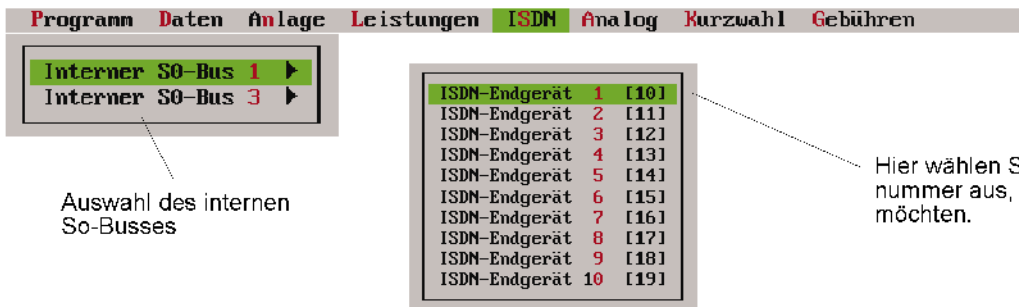 Programm Daten Anlage Leistungen ISDN Analog Kurzwahl Gebühren
Interner S0-Bus 1
Interner S0-Bus 3
Auswahl des internen
So-Busses
ISDN-Endgerät 1 [10]
ISDN-Endgerät 2 [11]
ISDN-Endgerät 3 [12]
ISDN-Endgerät 4 [13]
ISDN-Endgerät 5 [14]
ISDN-Endgerät 6 [15]
ISDN-Endgerät 7 [16]
ISDN-Endgerät 8 [17]
ISDN-Endgerät 9 [18]
ISDN-Endgerät 10 [19]
Hier wählen S
nummer aus,
möchten.